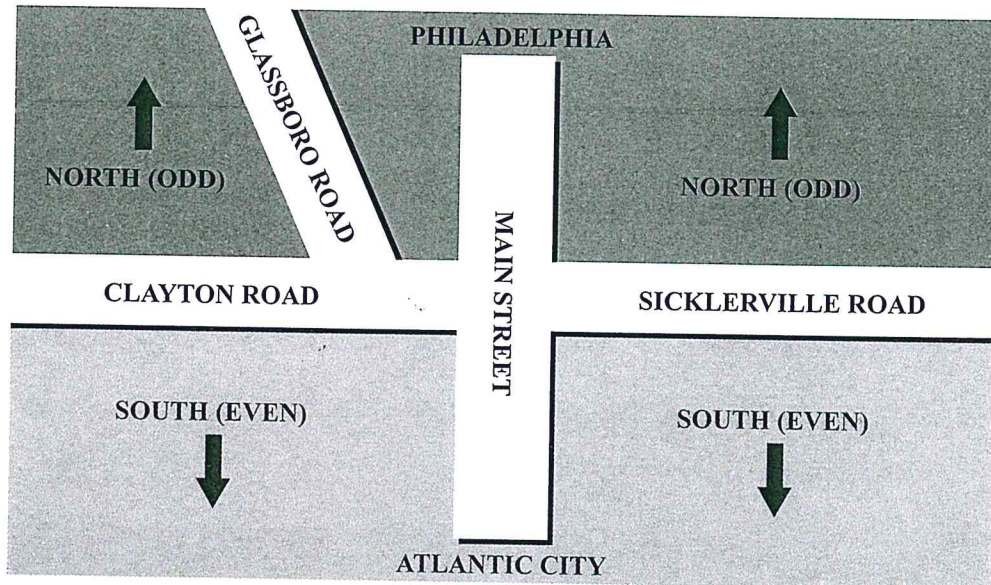 PHILADELPHIA
GLASSBORO ROAD
NORTH (ODD)
NORTH (ODD)
MAIN STREET
CLAYTON ROAD
SICKLERVILLE ROAD
SOUTH (EVEN)
SOUTH (EVEN)
ATLANTIC CITY